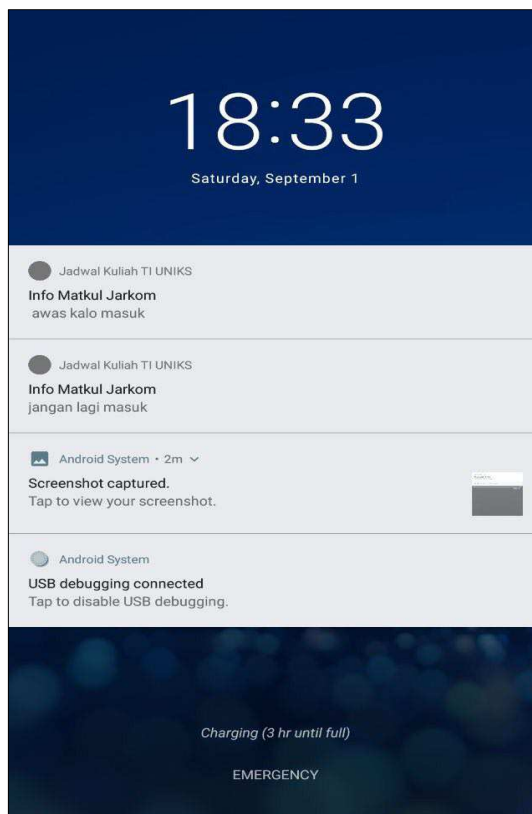 18:33
Saturday, September 1
Jadwal Kuliah TI UNIKS
Info Matkul Jarkom
awas kalo masuk
Jadwal Kuliah TI UNIKS
Info Matkul Jarkom
jangan lagi masuk
Android System • 2m
Screenshot captured.
Tap to view your screenshot.
Android System
USB debugging connected
Tap to disable USB debugging.
Charging (3 hr until full)
EMERGENCY